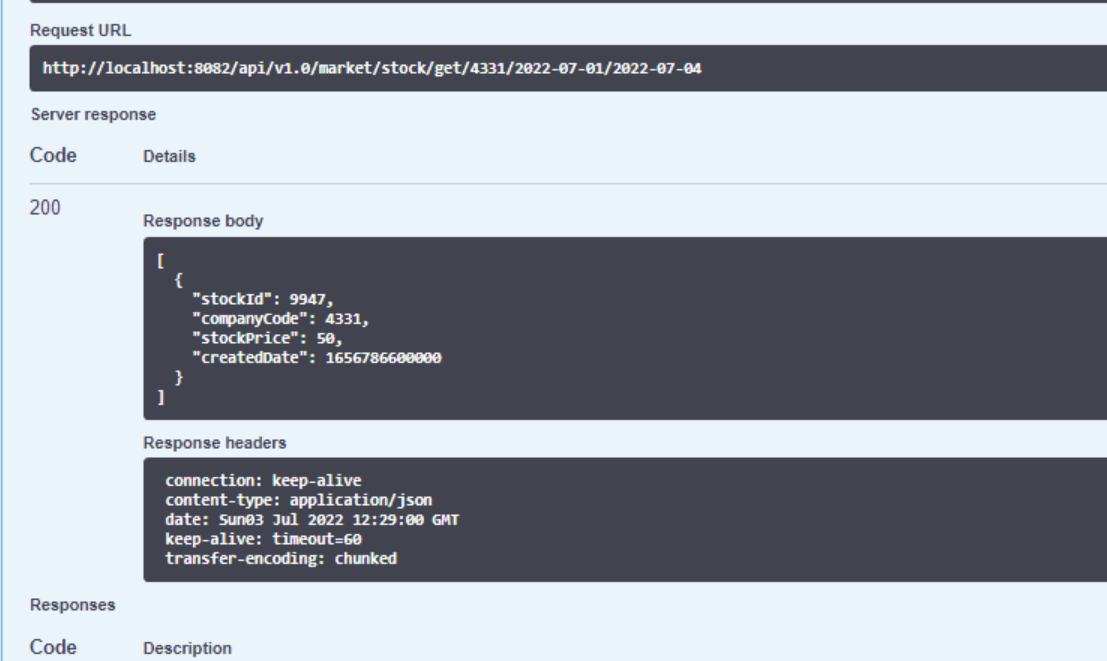 Request URL
http://localhost:8082/api/v1.0/market/stock/get/4331/2022-07-01/2022-07-04
Server response
Code Details
200
Response body
[
{
"stockId": 9947,
"companyCode": 4331,
"stockPrice": 50,
"createdDate": 1656786600000
}
]
Response headers
connection: keep-alive
content-type: application/json
date: Sun03 Jul 2022 12:29:00 GMT
keep-alive: timeout=60
transfer-encoding: chunked
Responses
Code Description